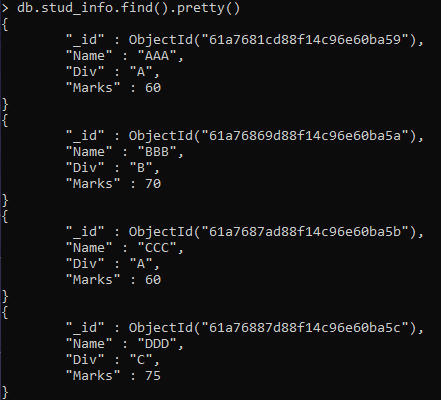 > db.stud_info.find().pretty()
{
"_id" : ObjectId("61a7681cd88f14c96e60ba59"),
"Name" : "AAA",
"Div" : "A",
"Marks" : 60
}
{
"_id" : ObjectId("61a76869d88f14c96e60ba5a"),
"Name" : "BBB",
"Div" : "B",
"Marks" : 70
}
{
"_id" : ObjectId("61a7687ad88f14c96e60ba5b"),
"Name" : "CCC",
"Div" : "A",
"Marks" : 60
}
{
"_id" : ObjectId("61a76887d88f14c96e60ba5c"),
"Name" : "DDD",
"Div" : "C",
"Marks" : 75
}